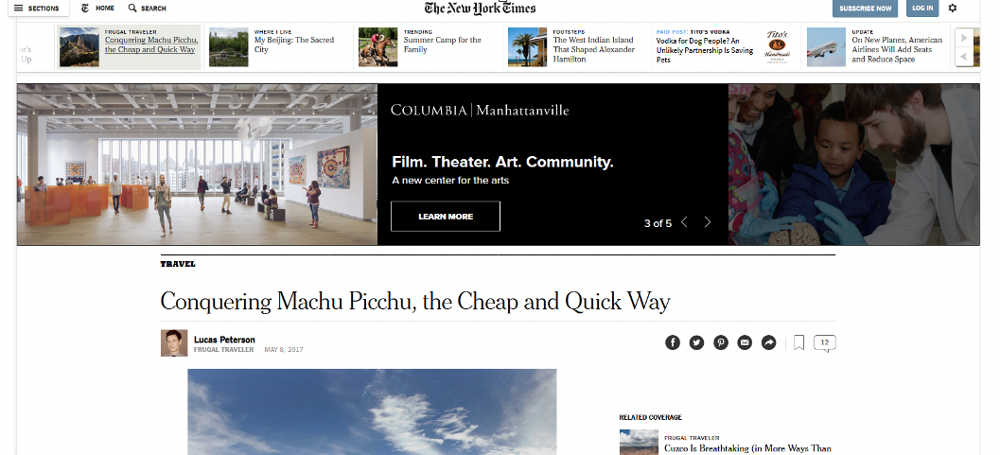 SECTIONS
HOME
SEARCH
The New York Times
SUBSCRIBE NOW
LOG IN
Up
FRUGAL TRAVELER
Conquering Machu Picchu,
the Cheap and Quick Way
WHERE I LIVE
My Beijing: The Sacred
City
TRENDING
Summer Camp for the
Family
FOOTSTEPS
The West Indian Island
That Shaped Alexander
Hamilton
PAID POST: TITO'S VODKA
Vodka for Dog People? An
Unlikely Partnership Is Saving
Pets
Tito's
Handmade
UPDATE
On New Planes, American
Airlines Will Add Seats
and Reduce Space
COLUMBIA | Manhattanville
Film. Theater. Art. Community.
A new center for the arts
LEARN MORE
3 of 5
TRAVEL
Conquering Machu Picchu, the Cheap and Quick Way
Lucas Peterson
FRUGAL TRAVELER MAY 8, 2017
12
RELATED COVERAGE
FRUGAL TRAVELER
Cuzco Is Breathtaking (in More Ways Than